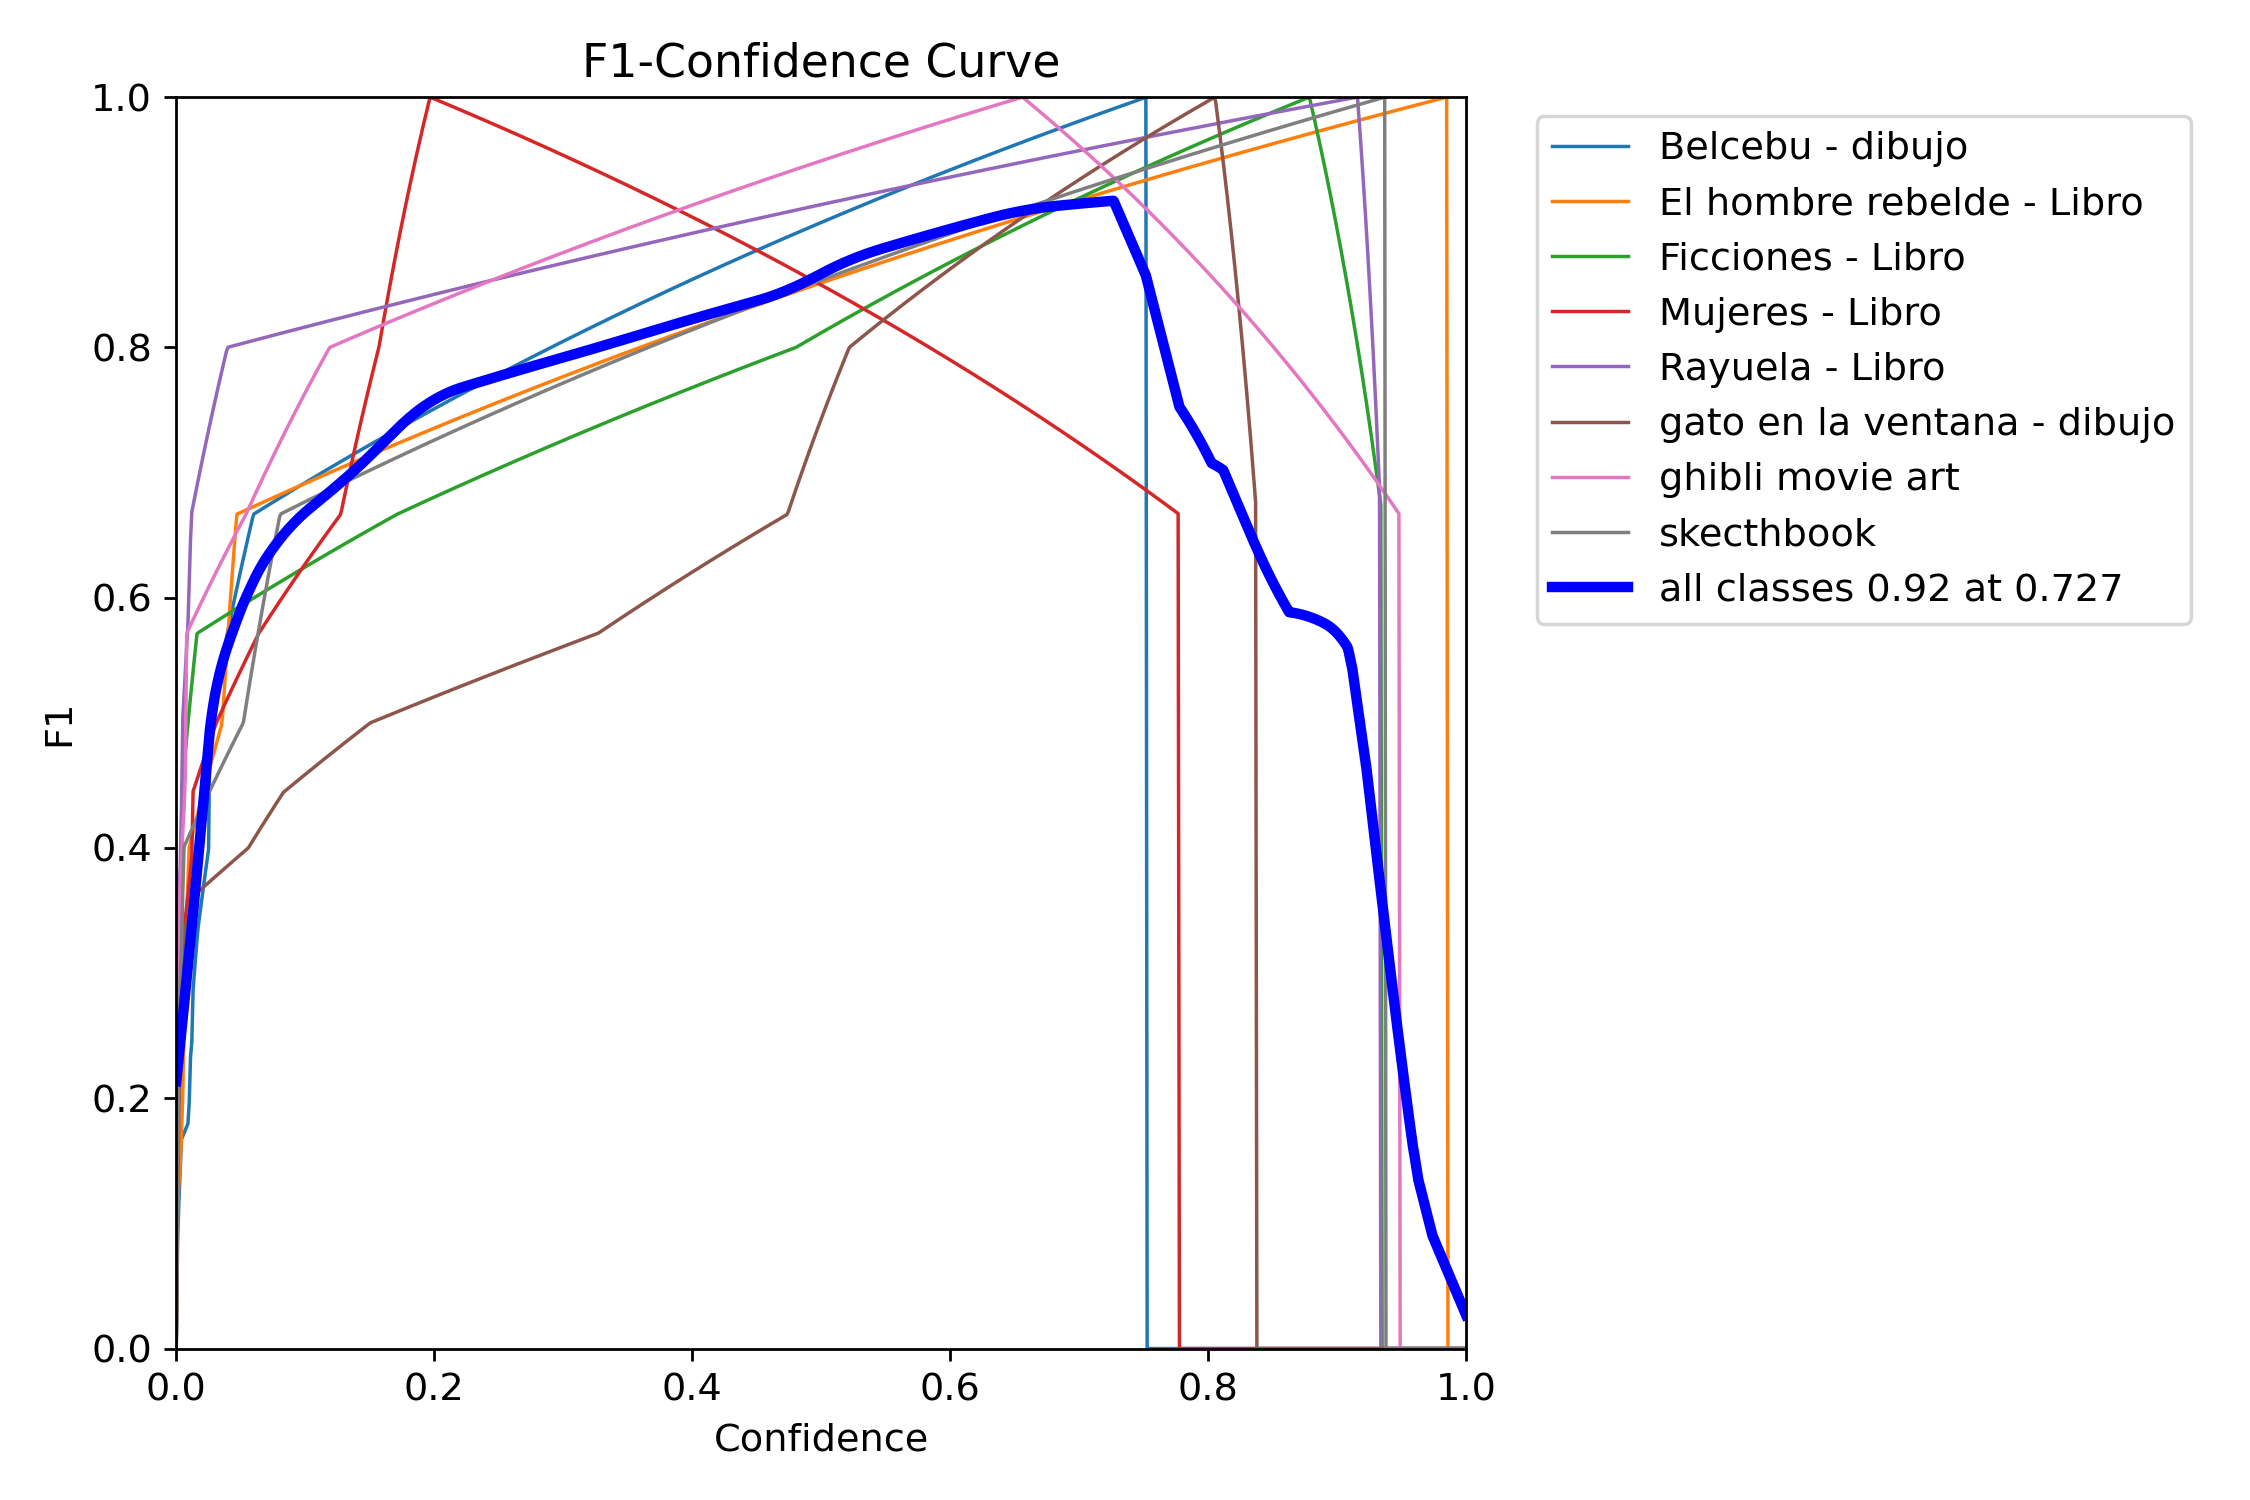 F1-Confidence Curve
1.0
0.8
0.6
0.4
0.2
0.0
F1
0.0 0.2 0.4 0.6 0.8 1.0
Confidence
Belcebu - dibujo
El hombre rebelde - Libro
Ficciones - Libro
Mujeres - Libro
Rayuela - Libro
gato en la ventana - dibujo
ghibli movie art
skecthbook
all classes 0.92 at 0.727